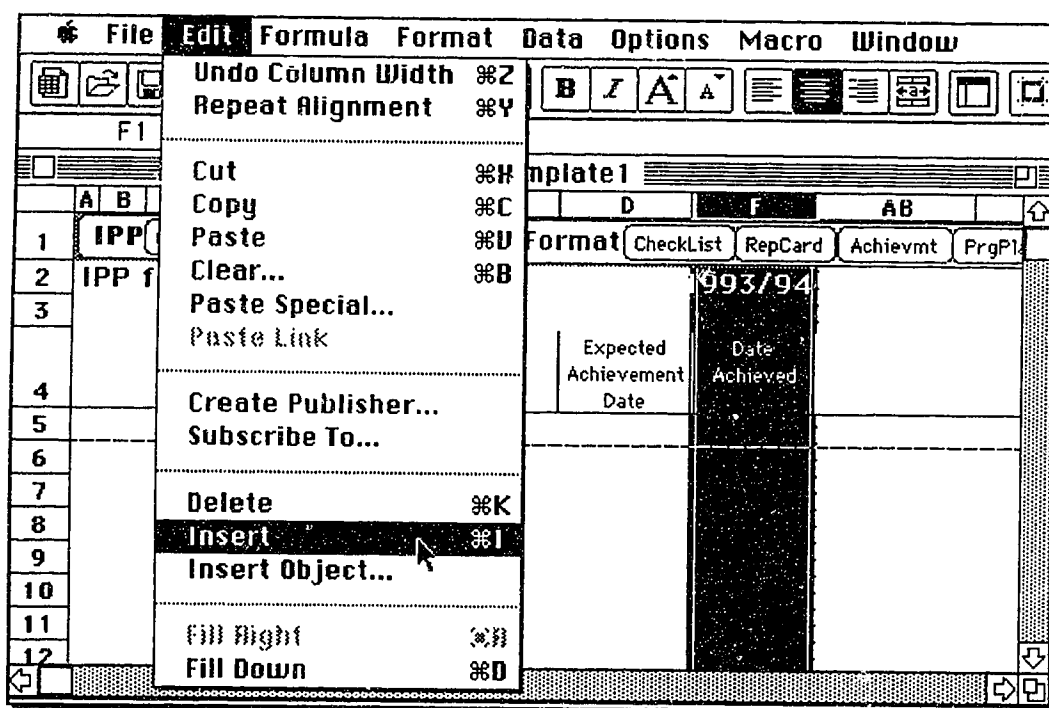 File Edit Formula Format Data Options Macro Window
Undo Column Width ⌘Z
Repeat Alignment ⌘Y
B I A A a
F1
Cut ⌘X
mplate1
Copy ⌘C
A B D F AB
Paste ⌘V
1 IPP Format CheckList RepCard Achievmt PrgPl
Clear... ⌘B
2 IPP f 993/94
Paste Special...
3
Paste Link
4 Expected Achievement Date Date Achieved
Create Publisher...
5
Subscribe To...
6
7
Delete ⌘K
8
Insert ⌘I
9
Insert Object...
10
11
Fill Right ⌘R
12
Fill Down ⌘D